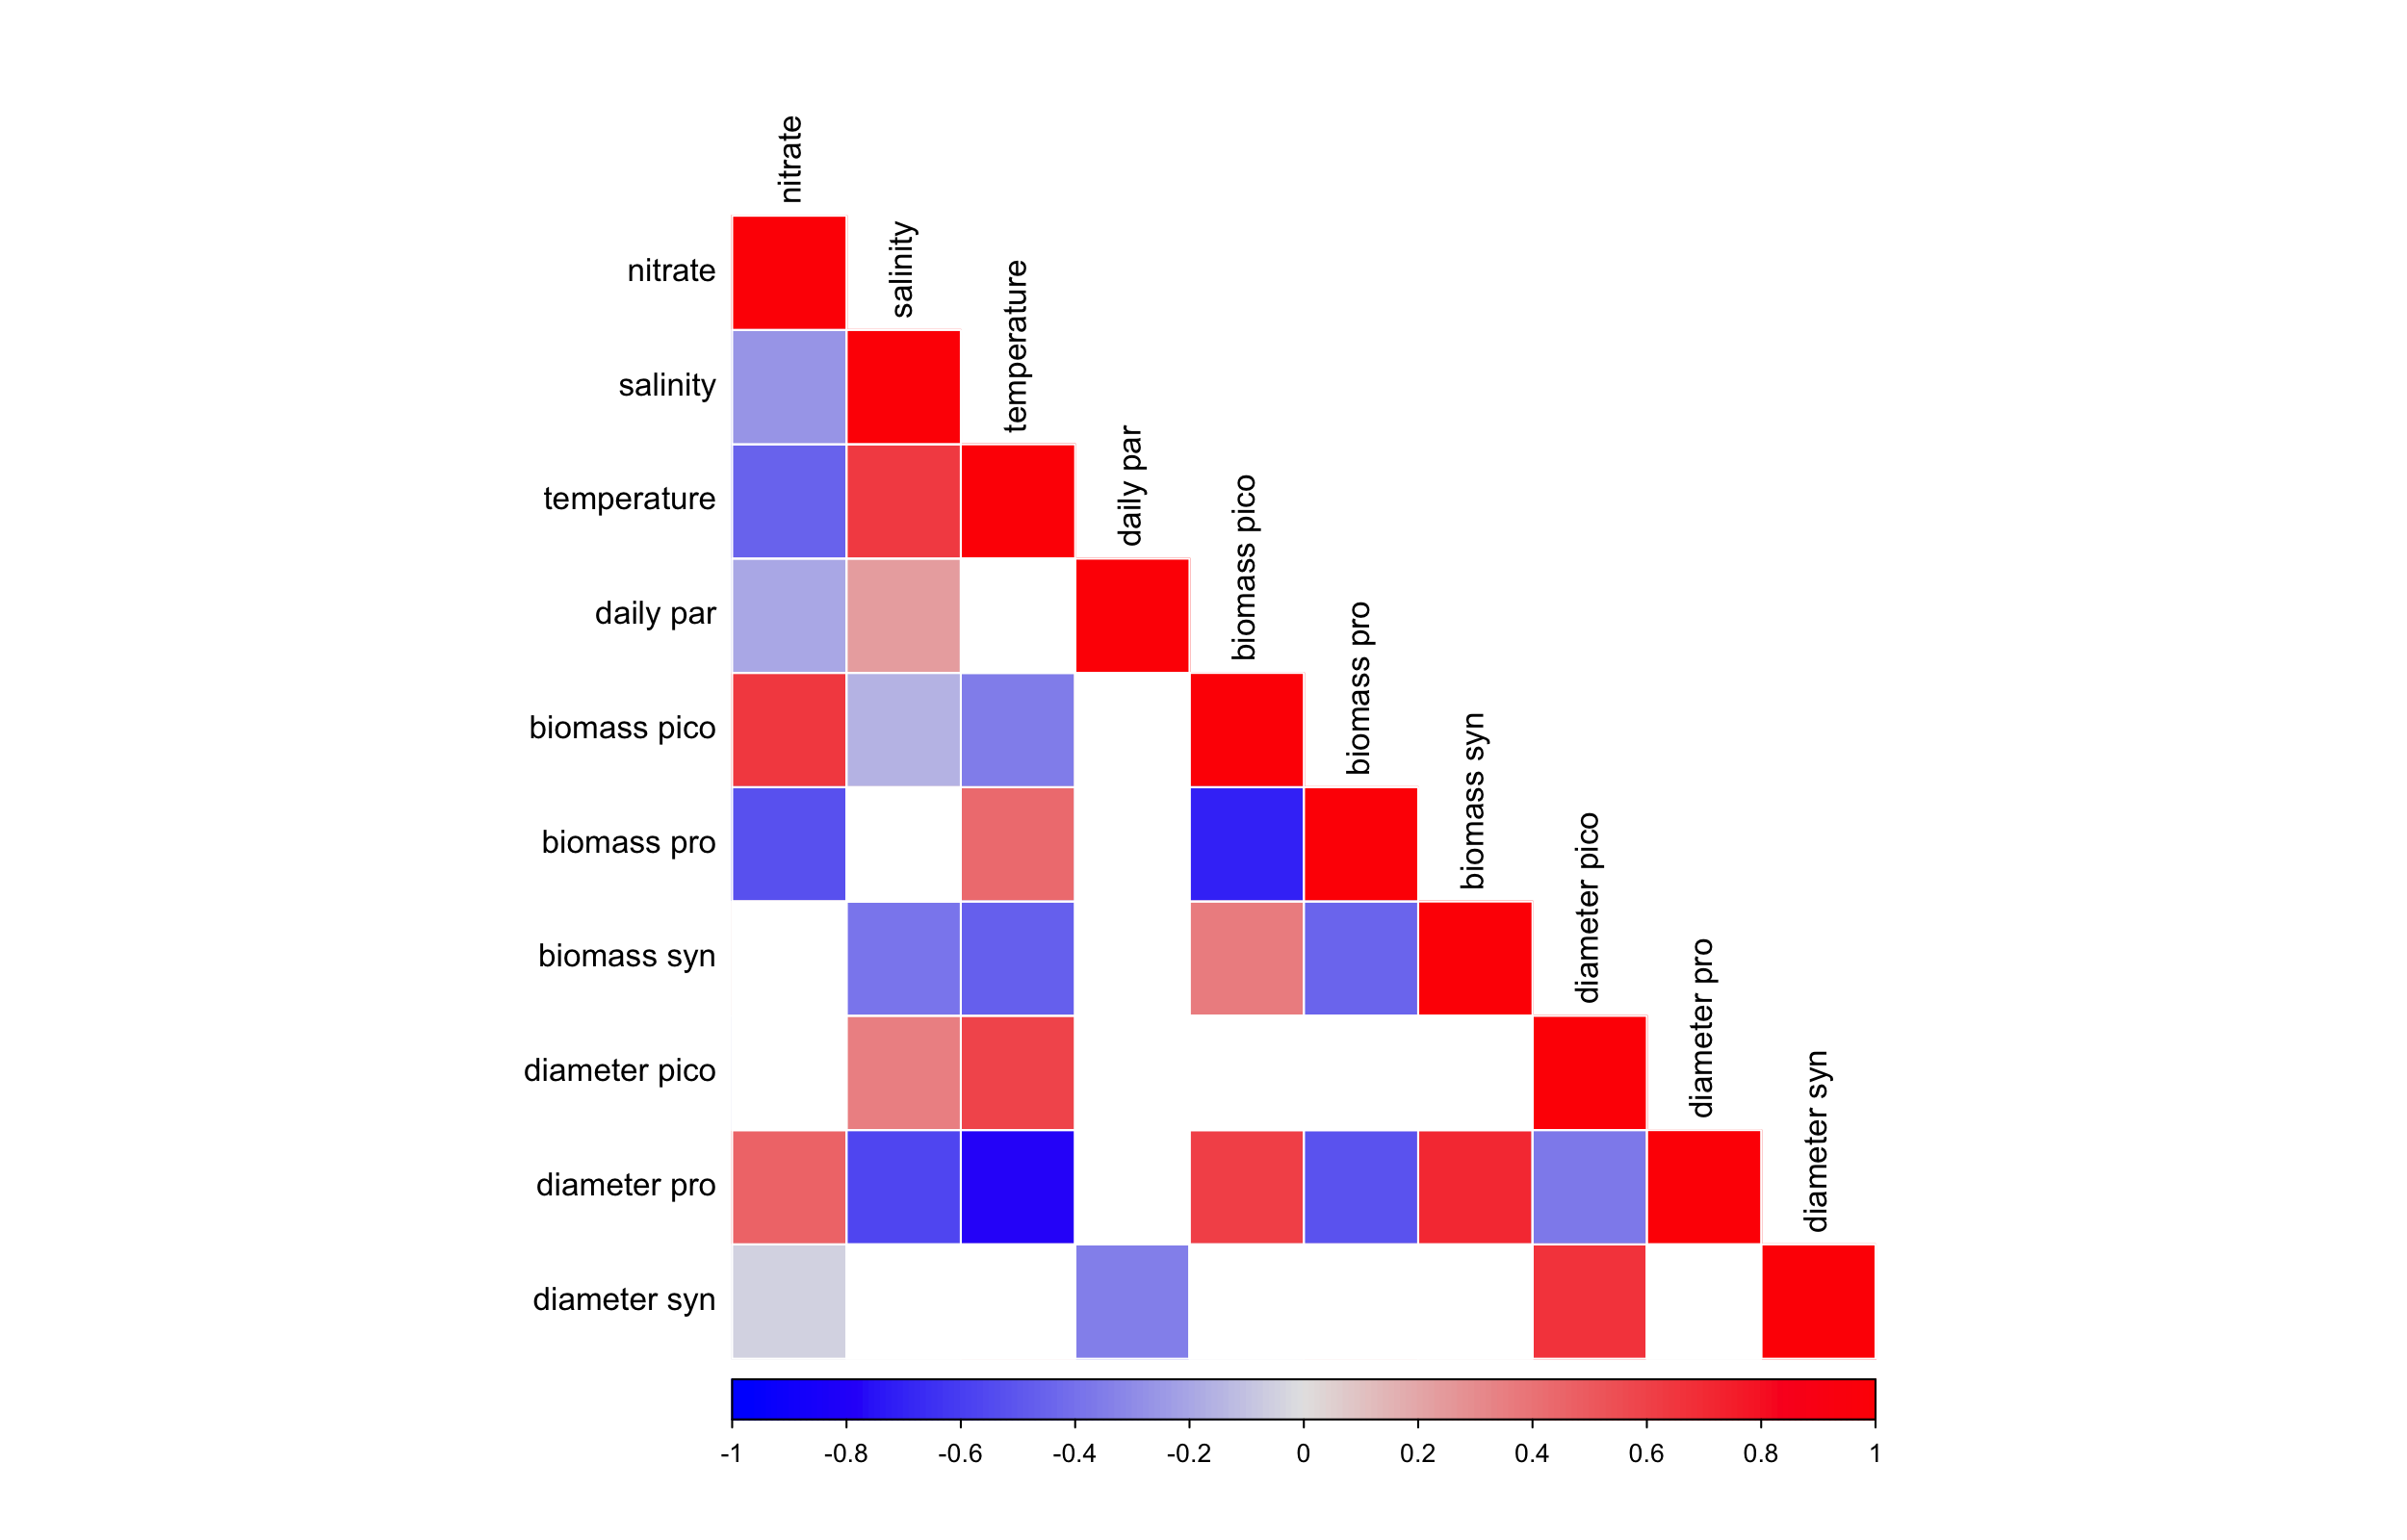 nitrate
salinity
temperature
daily par
biomass pico
biomass pro
biomass syn
diameter pico
diameter pro
diameter syn
nitrate
salinity
temperature
daily par
biomass pico
biomass pro
biomass syn
diameter pico
diameter pro
diameter syn
-1 -0.8 -0.6 -0.4 -0.2 0 0.2 0.4 0.6 0.8 1